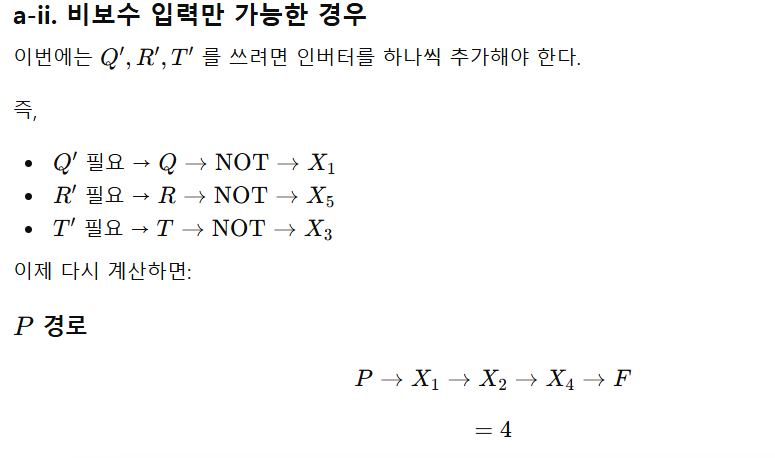 a-ii. 비보수 입력만 가능한 경우
이번에는 Q′, R′, T′ 를 쓰려면 인버터를 하나씩 추가해야 한다.
즉,
• Q′ 필요 → Q → NOT → X₁
• R′ 필요 → R → NOT → X₅
• T′ 필요 → T → NOT → X₃
이제 다시 계산하면:
P 경로
P → X₁ → X₂ → X₄ → F
= 4